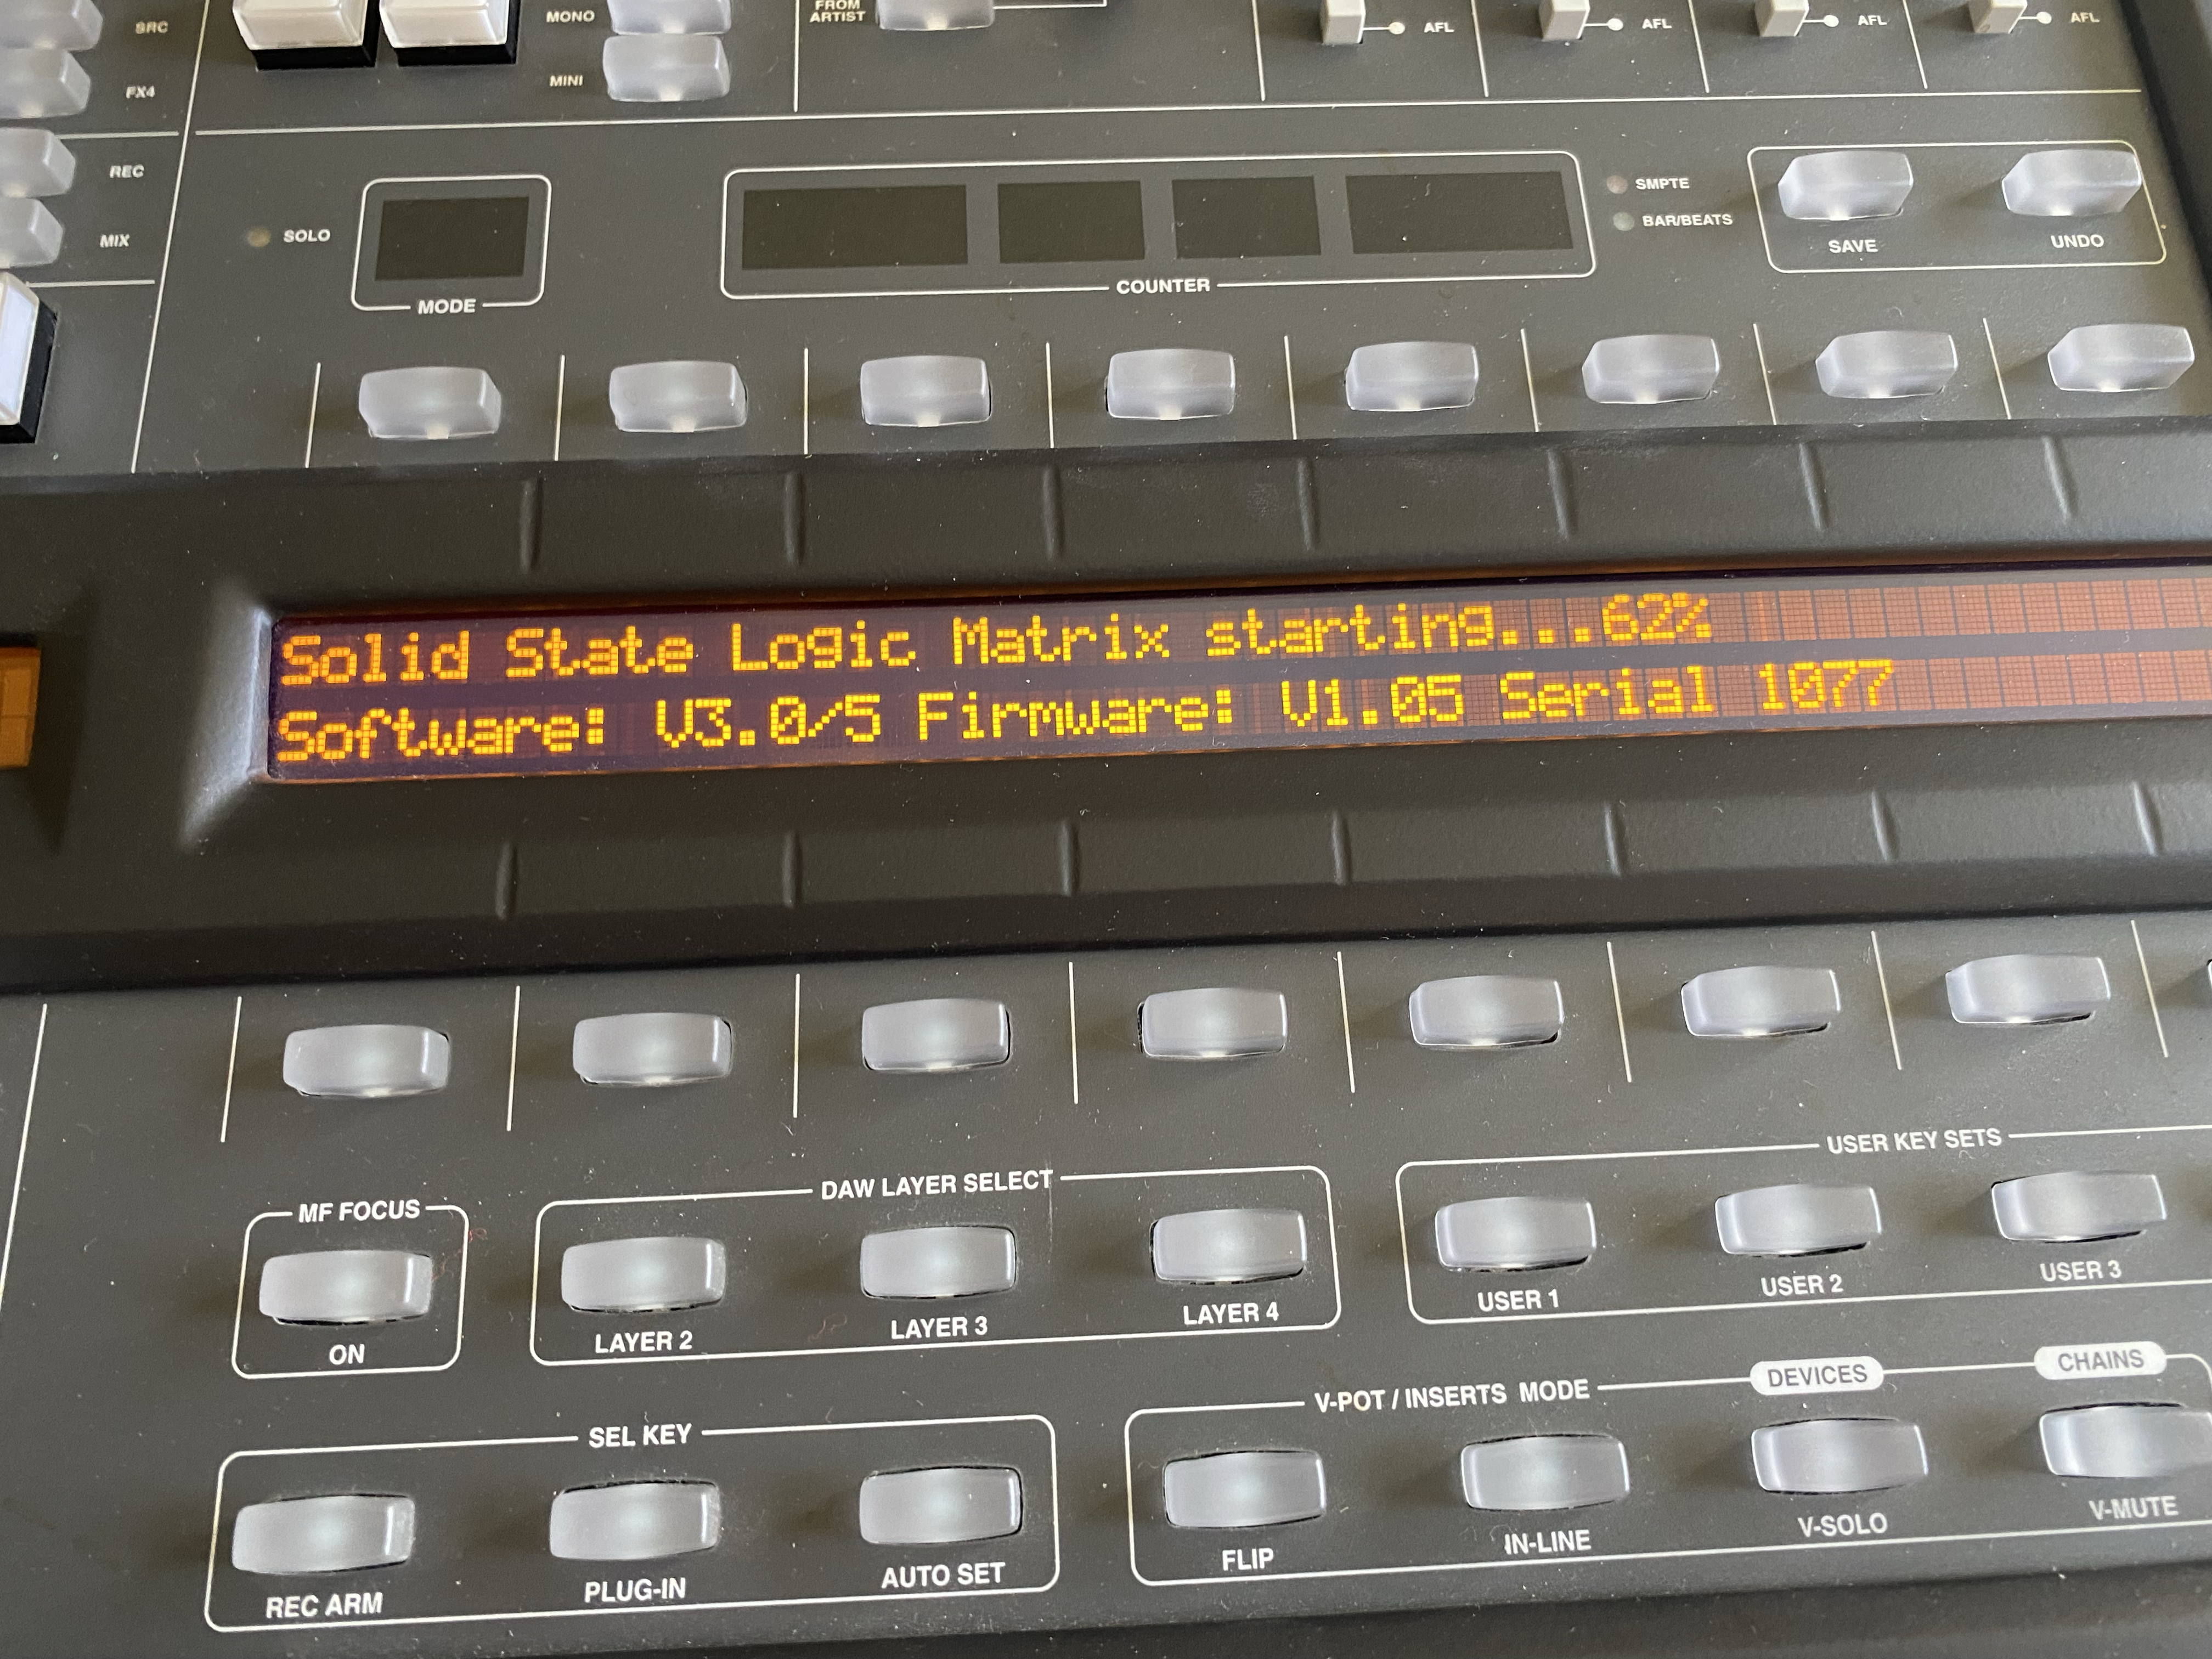 SRC
MONO
FROM
ARTIST
AFL
AFL
AFL
AFL
FX4
MINI
REC
MIX
SOLO
MODE
COUNTER
SMPTE
BAR/BEATS
SAVE
UNDO
Solid State Logic Matrix starting...62%
Software: V3.0/5 Firmware: V1.05 Serial 1077
MF FOCUS
ON
DAW LAYER SELECT
LAYER 2
LAYER 3
LAYER 4
USER KEY SETS
USER 1
USER 2
USER 3
SEL KEY
REC ARM
PLUG-IN
AUTO SET
V-POT / INSERTS MODE
DEVICES
CHAINS
FLIP
IN-LINE
V-SOLO
V-MUTE